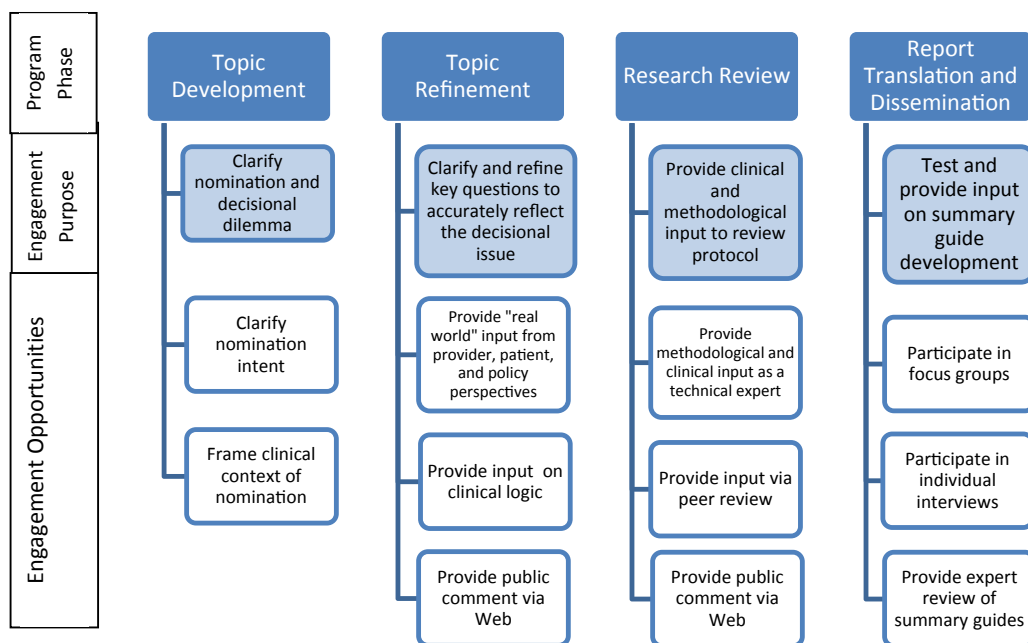 Program
Phase
Topic
Development
Topic
Refinement
Research Review
Report
Translation and
Dissemination
Engagement
Purpose
Clarify
nomination and
decisional
dilemma
Clarify and refine
key questions to
accurately reflect
the decisional
issue
Provide clinical
and
methodological
input to review
protocol
Test and
provide input
on summary
guide
development
Engagement Opportunities
Clarify
nomination
intent
Provide "real
world" input from
provider, patient,
and policy
perspectives
Provide
methodological and
clinical input as a
technical expert
Participate in
focus groups
Frame clinical
context of
nomination
Provide input on
clinical logic
Provide input via
peer review
Participate in
individual
interviews
Provide public
comment via
Web
Provide public
comment via
Web
Provide expert
review of
summary guides